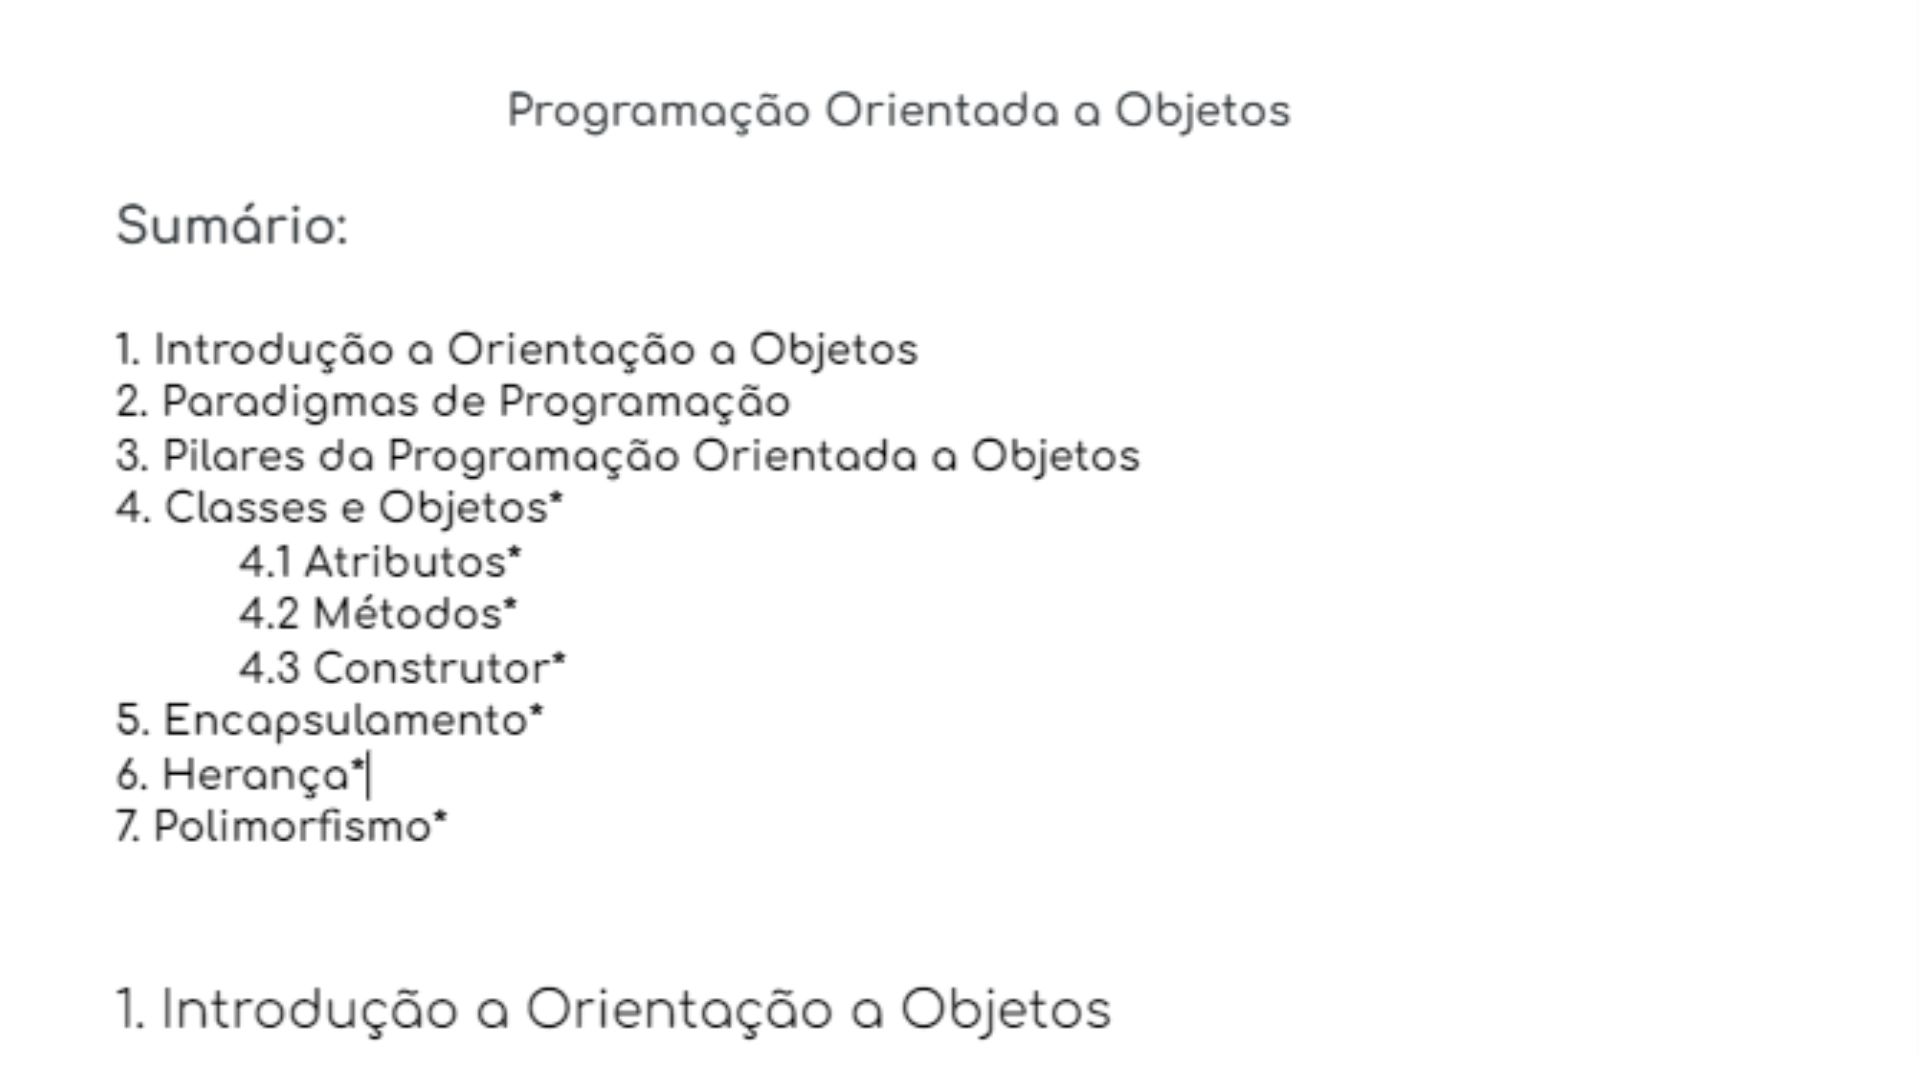 Programação Orientada a Objetos
Sumário:
1. Introdução a Orientação a Objetos
2. Paradigmas de Programação
3. Pilares da Programação Orientada a Objetos
4. Classes e Objetos*
4.1 Atributos*
4.2 Métodos*
4.3 Construtor*
5. Encapsulamento*
6. Herança*
7. Polimorfismo*
1. Introdução a Orientação a Objetos